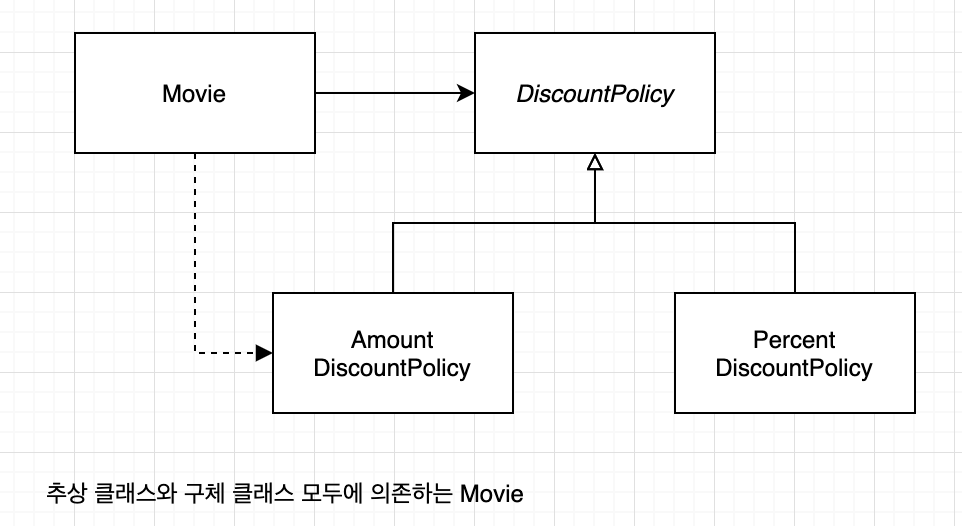 Movie
DiscountPolicy
Amount
DiscountPolicy
Percent
DiscountPolicy
추상 클래스와 구체 클래스 모두에 의존하는 Movie